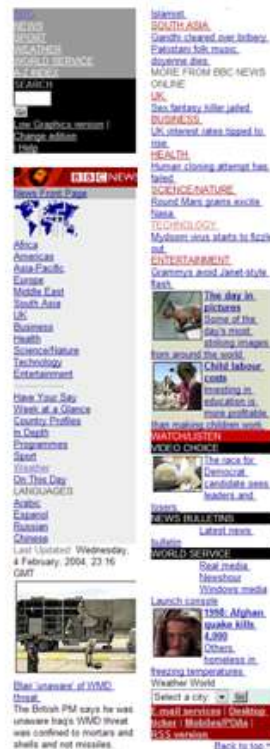 NEWS
SPORT
WEATHER
WORLD SERVICE
A-Z INDEX
SEARCH
Go
Low Graphics version |
Change edition
| Help
BBC NEWS
News Front Page
Africa
Americas
Asia-Pacific
Europe
Middle East
South Asia
UK
Business
Health
Science/Nature
Technology
Entertainment
Have Your Say
Week at a Glance
Country Profiles
In Depth
Programmes
Sport
Weather
On This Day
LANGUAGES
Arabic
Espanol
Russian
Chinese
Last Updated: Wednesday,
4 February, 2004, 23:16
GMT
Blair 'unaware' of WMD
threat
The British PM says he was
unaware Iraq's WMD threat
was confined to mortars and
shells and not missiles.
Islamist
SOUTH ASIA
Gandhi cleared over bribery
Pakistani folk music
doyenne dies
MORE FROM BBC NEWS
ONLINE
UK
Sex fantasy killer jailed
BUSINESS
UK interest rates tipped to
rise
HEALTH
Human cloning attempt has
failed
SCIENCE/NATURE
Round Mars grains excite
Nasa
TECHNOLOGY
Mydoom virus starts to fizzle
out
ENTERTAINMENT
Grammys avoid Janet-style
flash
The day in
pictures
Some of the
day's most
striking images
from around the world
Child labour
costs
Investing in
education is
more profitable
than making children work
WATCH/LISTEN
VIDEO CHOICE
The race for
Democrat
candidate sees
leaders and
losers
NEWS BULLETINS
Latest news
bulletin
WORLD SERVICE
Real media
Newshour
Windows media
Launch console
1998: Afghan
quake kills
4,000
Others
homeless in
freezing temperatures
Weather World
Select a city
Go
E-mail services | Desktop
ticker | Mobiles/PDAs |
RSS version
Back to top